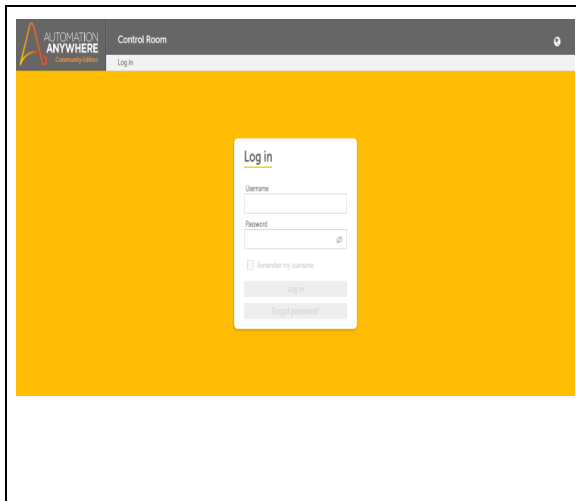 AUTOMATION
ANYWHERE
Community Edition
Control Room
Log in
Log in
Username
Password
Remember my username
Log in
Forgot password?